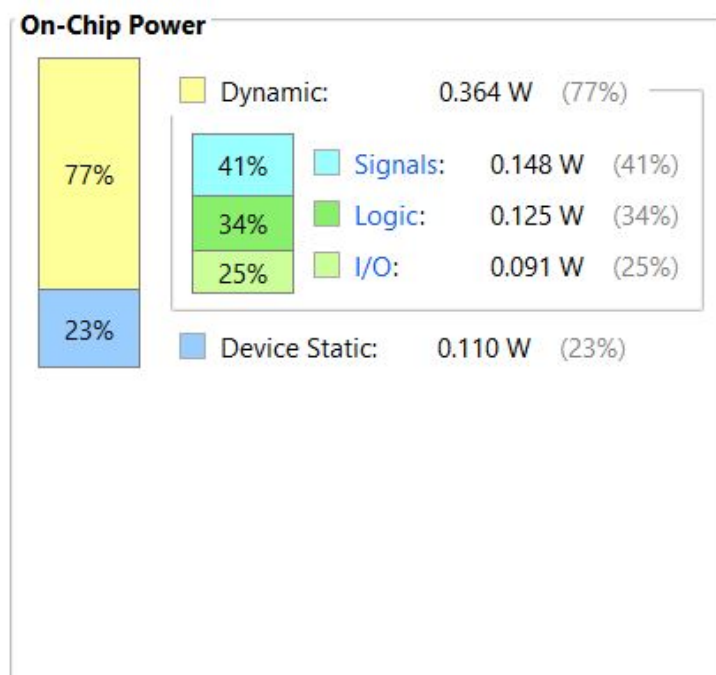 On-Chip Power
77%
23%
Dynamic: 0.364 W (77%)
41% Signals: 0.148 W (41%)
34% Logic: 0.125 W (34%)
25% I/O: 0.091 W (25%)
Device Static: 0.110 W (23%)